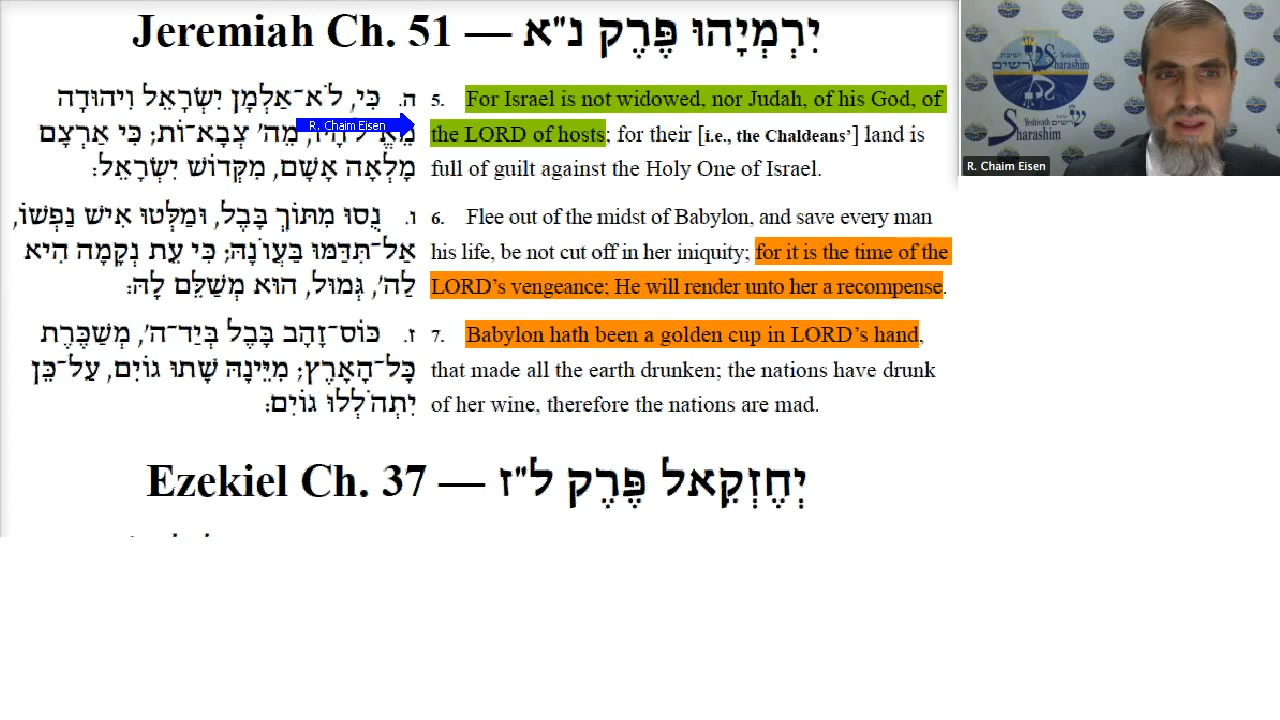 Jeremiah Ch. 51 — יִרְמְיָהוּ פֶּרֶק נ"א
ה. כִּי, לֹא־אַלְמָן יִשְׂרָאֵל וִיהוּדָה
מֵה' צְבָא־וֹת; כִּי אַרְצָם
מָלְאָה אָשָׁם, מִקְּדוֹשׁ יִשְׂרָאֵל:
R. Chaim Eisen
5. For Israel is not widowed, nor Judah, of his God, of
the LORD of hosts; for their [i.e., the Chaldeans'] land is
full of guilt against the Holy One of Israel.
ו. נֻסוּ מִתּוֹךְ בָּבֶל, וּמַלְּטוּ אִישׁ נַפְשׁוֹ,
אַל־תִּדַּמּוּ בַּעֲוֹנָהּ; כִּי עֵת נְקָמָה הִיא
לַה', גְּמוּל, הוּא מְשַׁלֵּם לָהּ:
6. Flee out of the midst of Babylon, and save every man
his life, be not cut off in her iniquity; for it is the time of the
LORD's vengeance; He will render unto her a recompense.
ז. כּוֹס־זָהָב בָּבֶל בְּיַד־ה', מְשַׁכֶּרֶת
כָּל־הָאָרֶץ; מִיֵּינָהּ שָׁתוּ גוֹיִם, עַל־כֵּן
יִתְהֹלְלוּ גוֹיִם:
7. Babylon hath been a golden cup in LORD's hand,
that made all the earth drunken; the nations have drunk
of her wine, therefore the nations are mad.
Ezekiel Ch. 37 — יְחֶזְקֵאל פֶּרֶק ל"ז
ישיבת שרשים
Yeshivath
Sharashim
Yeshivath שרשים
Sharashim
R. Chaim Eisen